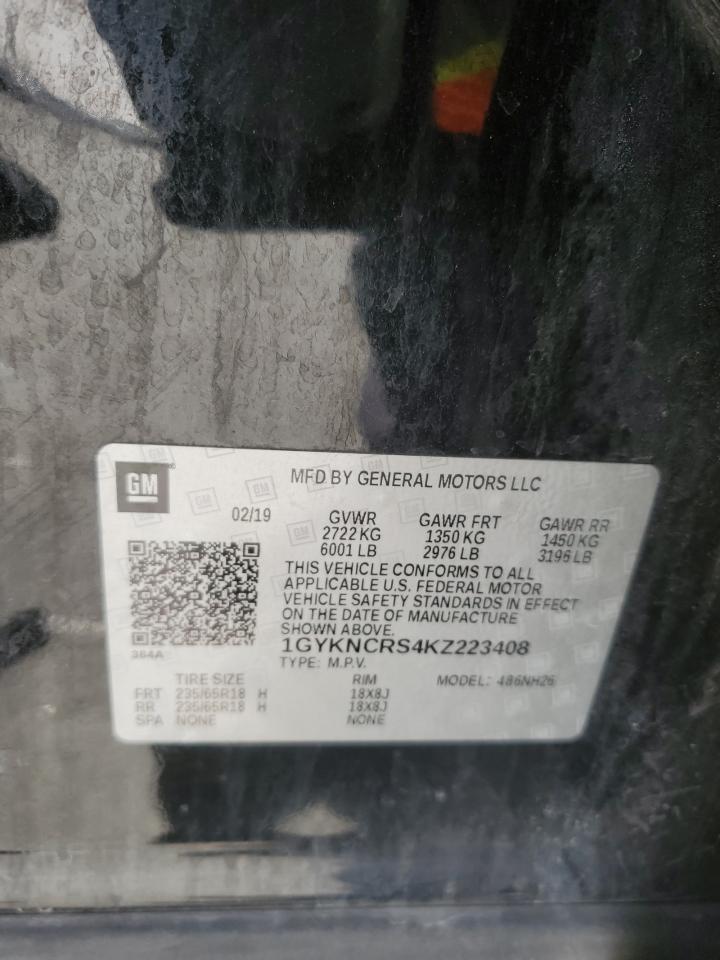 GM
MFD BY GENERAL MOTORS LLC
02/19
GVWR
2722 KG
6001 LB
GAWR FRT
1350 KG
2976 LB
GAWR RR
1450 KG
3196 LB
THIS VEHICLE CONFORMS TO ALL
APPLICABLE U.S. FEDERAL MOTOR
VEHICLE SAFETY STANDARDS IN EFFECT
ON THE DATE OF MANUFACTURE
SHOWN ABOVE.
384A
1GYKNCRS4KZ223408
TYPE: M.P.V.
TIRE SIZE RIM MODEL: 486NH26
FRT 235/65R18 H 18X8J
RR 235/65R18 H 18X8J
SPA NONE NONE